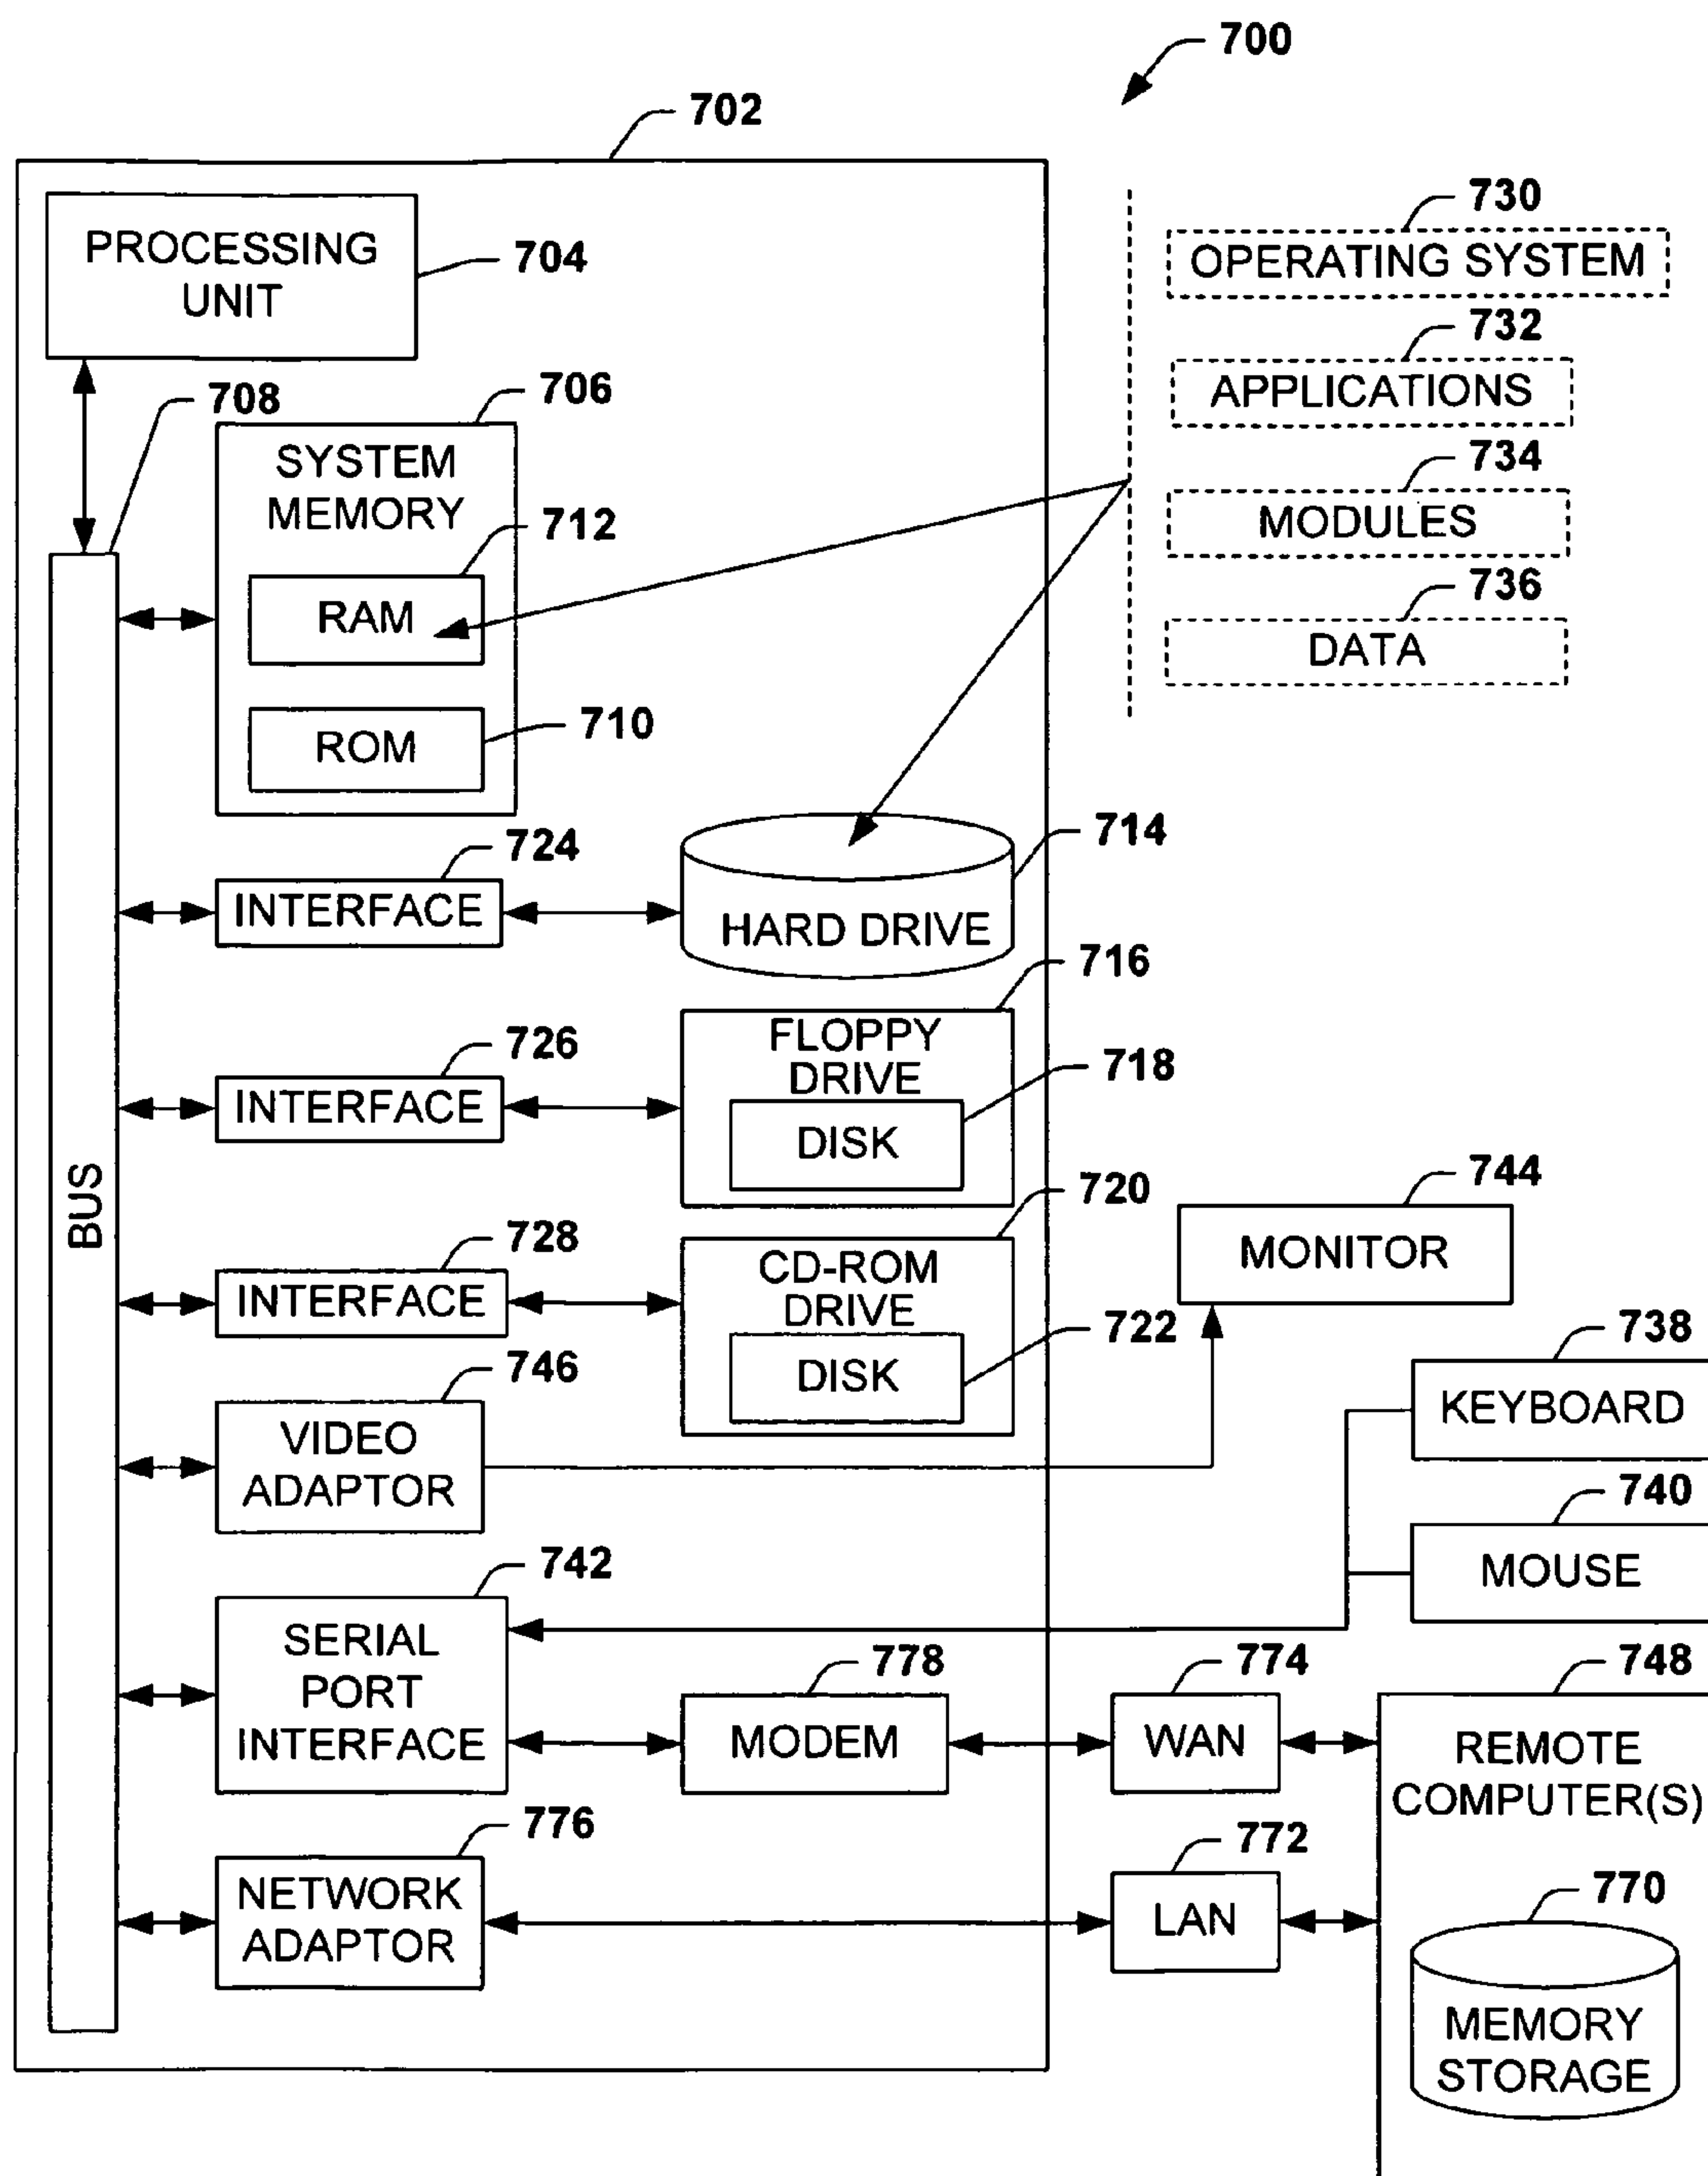 700
702
PROCESSING
UNIT
704
730
OPERATING SYSTEM
732
APPLICATIONS
734
MODULES
736
DATA
708
706
SYSTEM
MEMORY
712
RAM
710
ROM
BUS
724
INTERFACE
714
HARD DRIVE
726
INTERFACE
716
FLOPPY
DRIVE
718
DISK
728
INTERFACE
720
CD-ROM
DRIVE
722
DISK
744
MONITOR
746
VIDEO
ADAPTOR
738
KEYBOARD
740
MOUSE
742
SERIAL
PORT
INTERFACE
778
MODEM
774
WAN
748
REMOTE
COMPUTER(S)
776
NETWORK
ADAPTOR
772
LAN
770
MEMORY
STORAGE